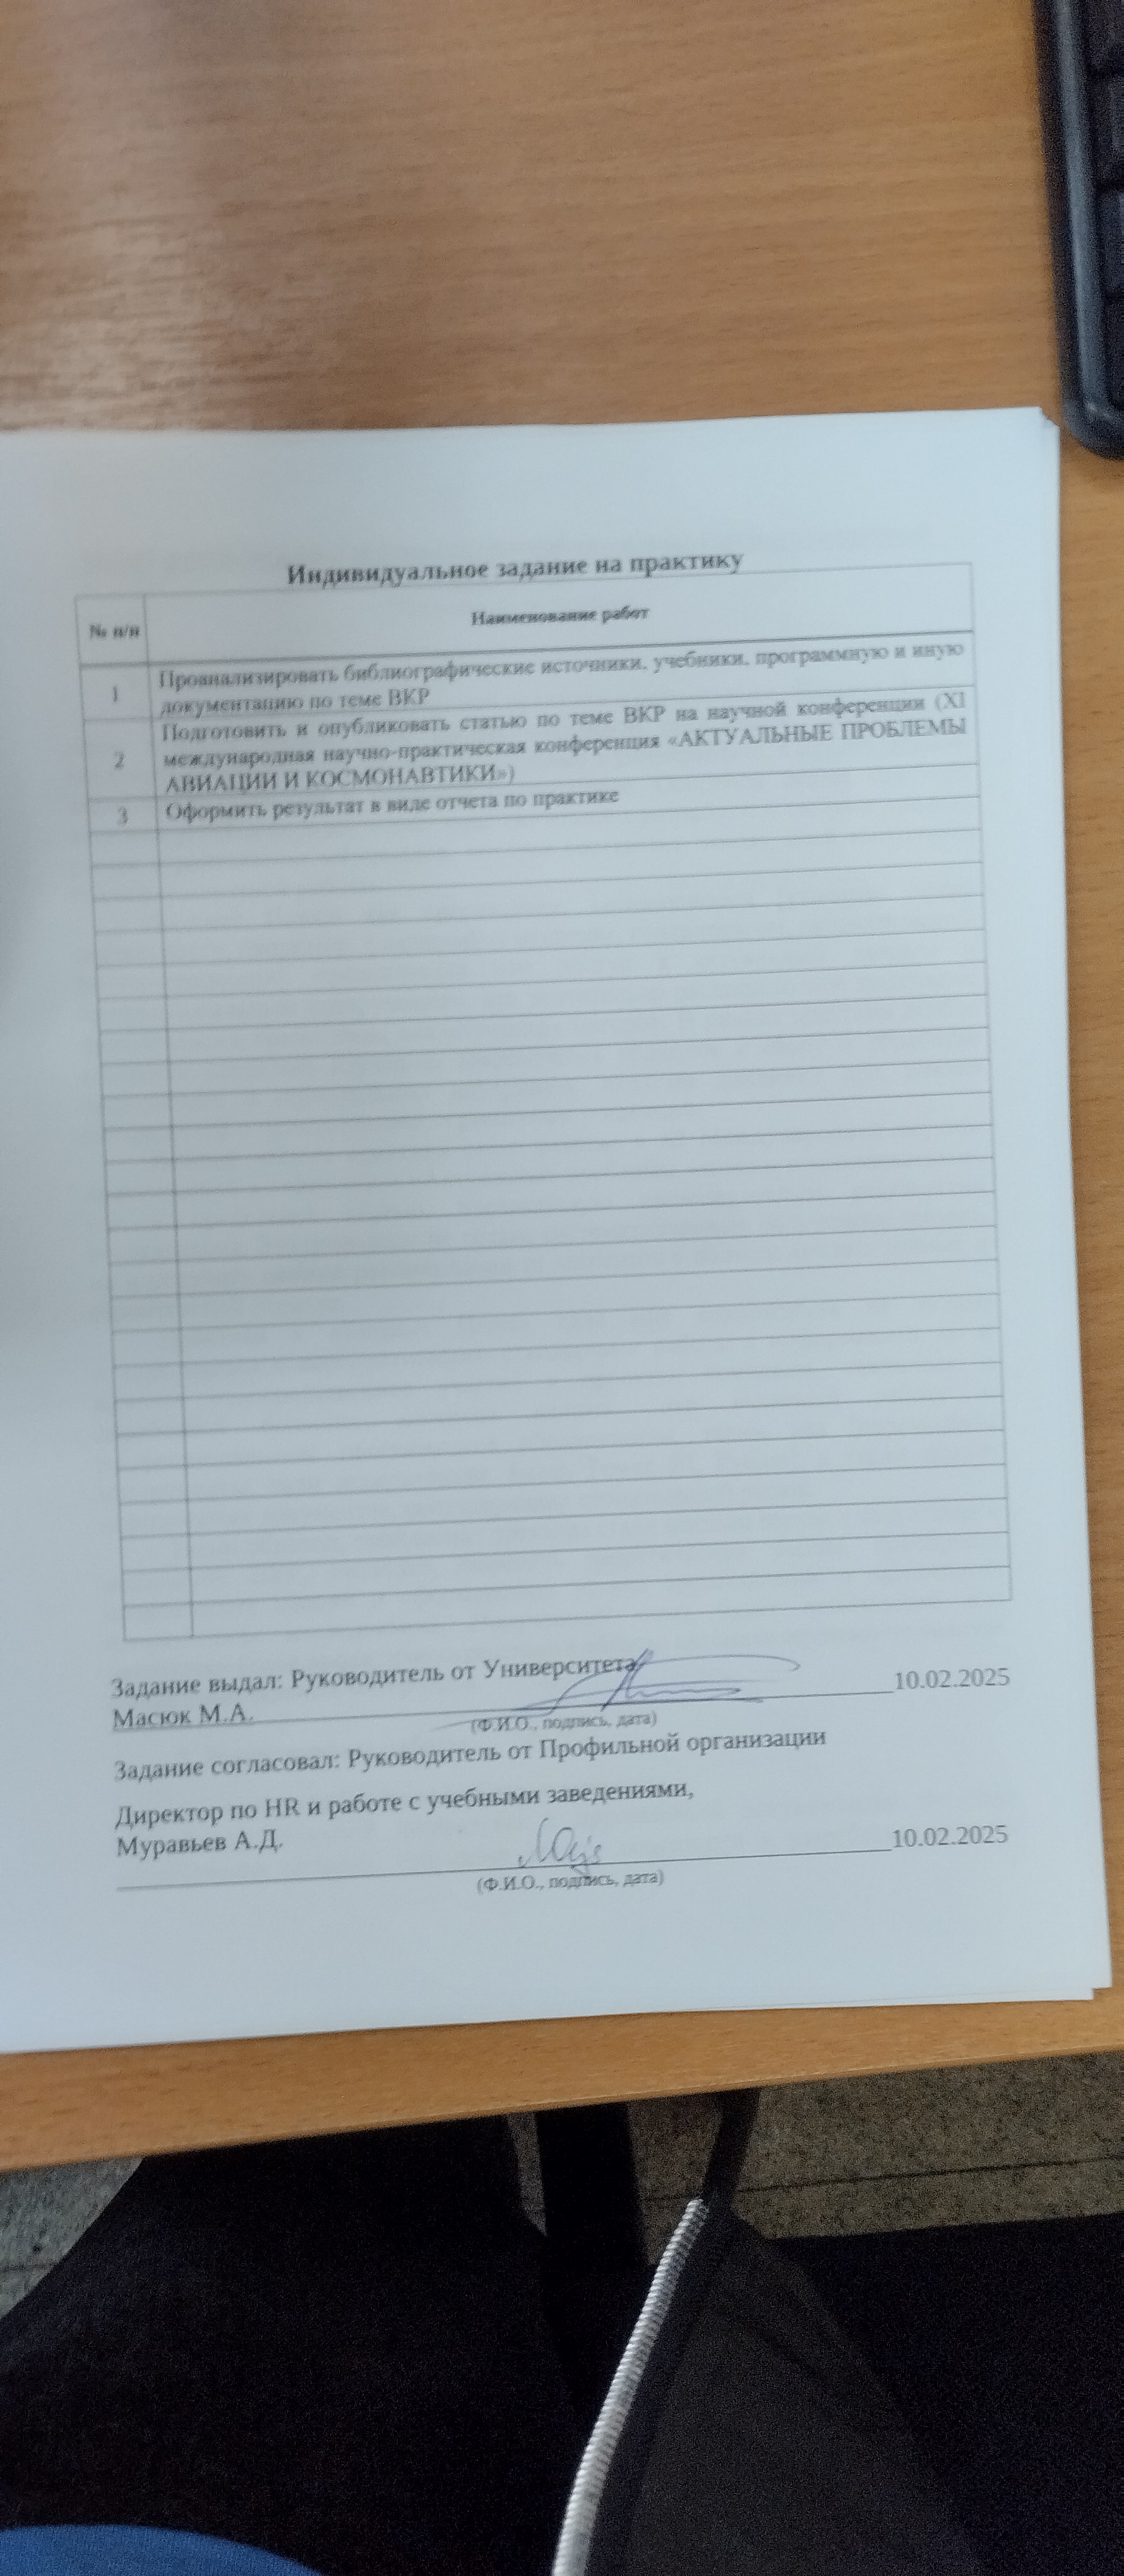 Индивидуальное задание на практику
№ п/п
Наименование работ
1
Проанализировать библиографические источники, учебники, программную и иную
документацию по теме ВКР
2
Подготовить и опубликовать статью по теме ВКР на научной конференции (XI
международная научно-практическая конференция «АКТУАЛЬНЫЕ ПРОБЛЕМЫ
АВИАЦИИ И КОСМОНАВТИКИ»)
3
Оформить результат в виде отчета по практике
Задание выдал: Руководитель от Университета
Масюк М.А. 10.02.2025
(Ф.И.О., подпись, дата)
Задание согласовал: Руководитель от Профильной организации
Директор по HR и работе с учебными заведениями,
Муравьев А.Д. 10.02.2025
(Ф.И.О., подпись, дата)